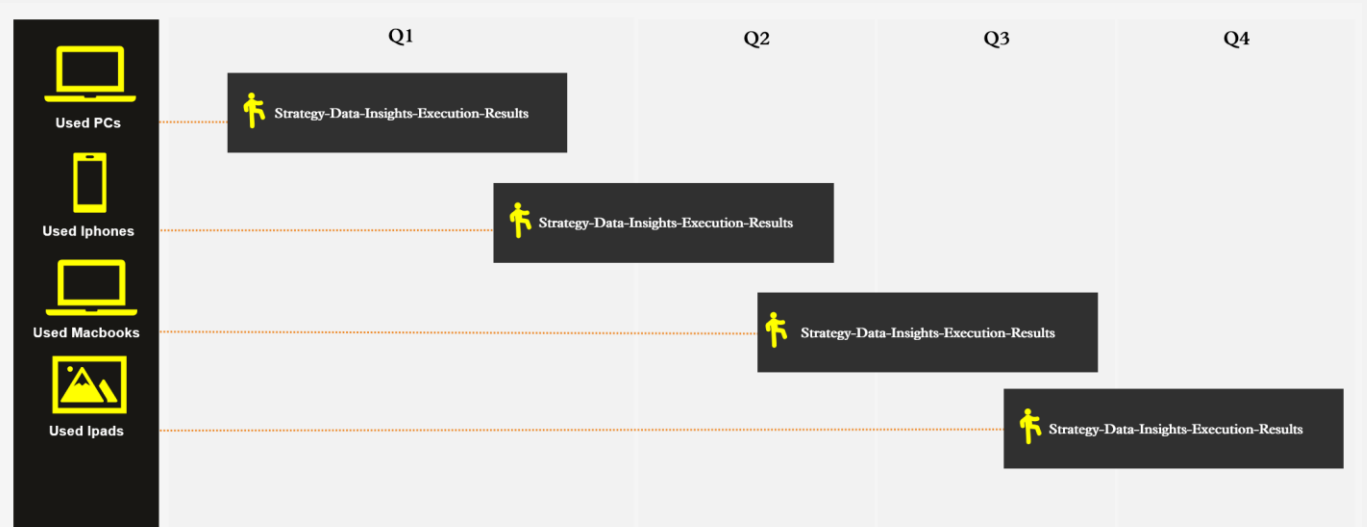 Q1 Q2 Q3 Q4
Used PCs
Strategy-Data-Insights-Execution-Results
Used Iphones
Strategy-Data-Insights-Execution-Results
Used Macbooks
Strategy-Data-Insights-Execution-Results
Used Ipads
Strategy-Data-Insights-Execution-Results